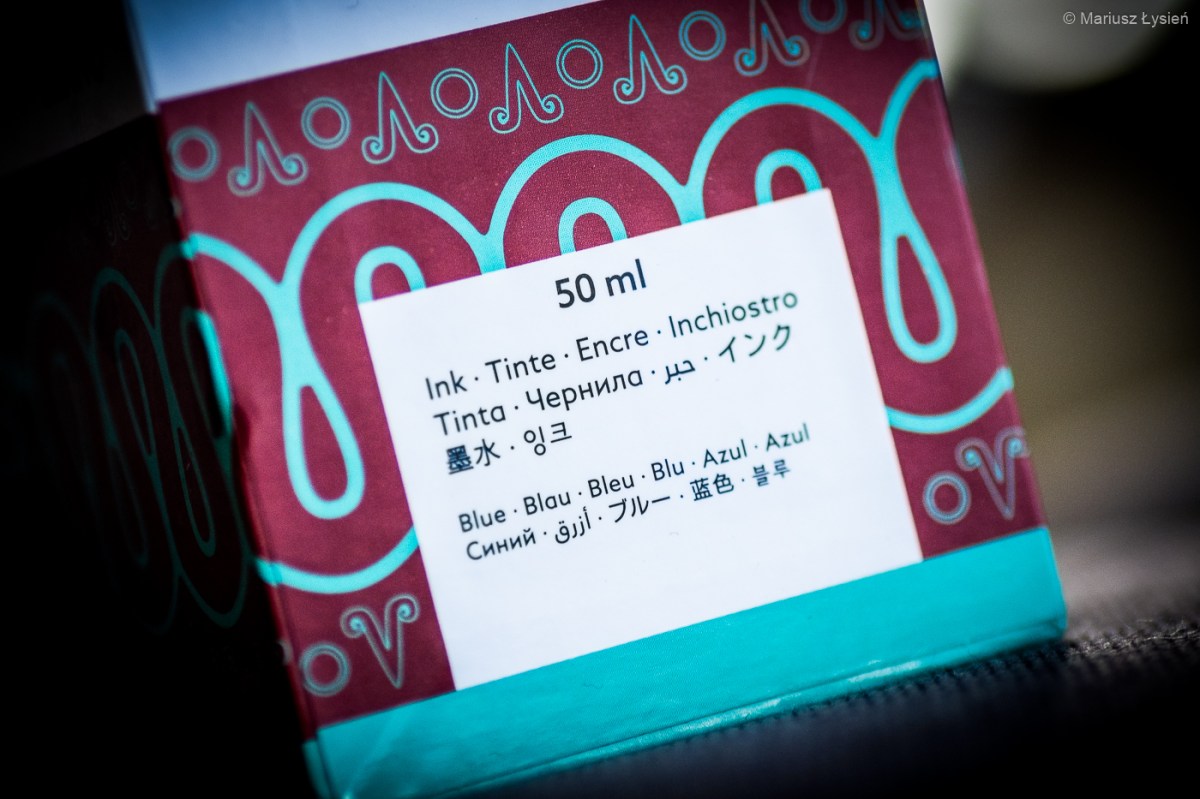 © Mariusz Łysień
50 ml
Ink · Tinte · Encre · Inchiostro
Tinta · Чернила · حبر · インク
墨水 · 잉크
Blue · Blau · Bleu · Blu · Azul · Azul
Синий · أزرق · ブルー · 蓝色 · 블루